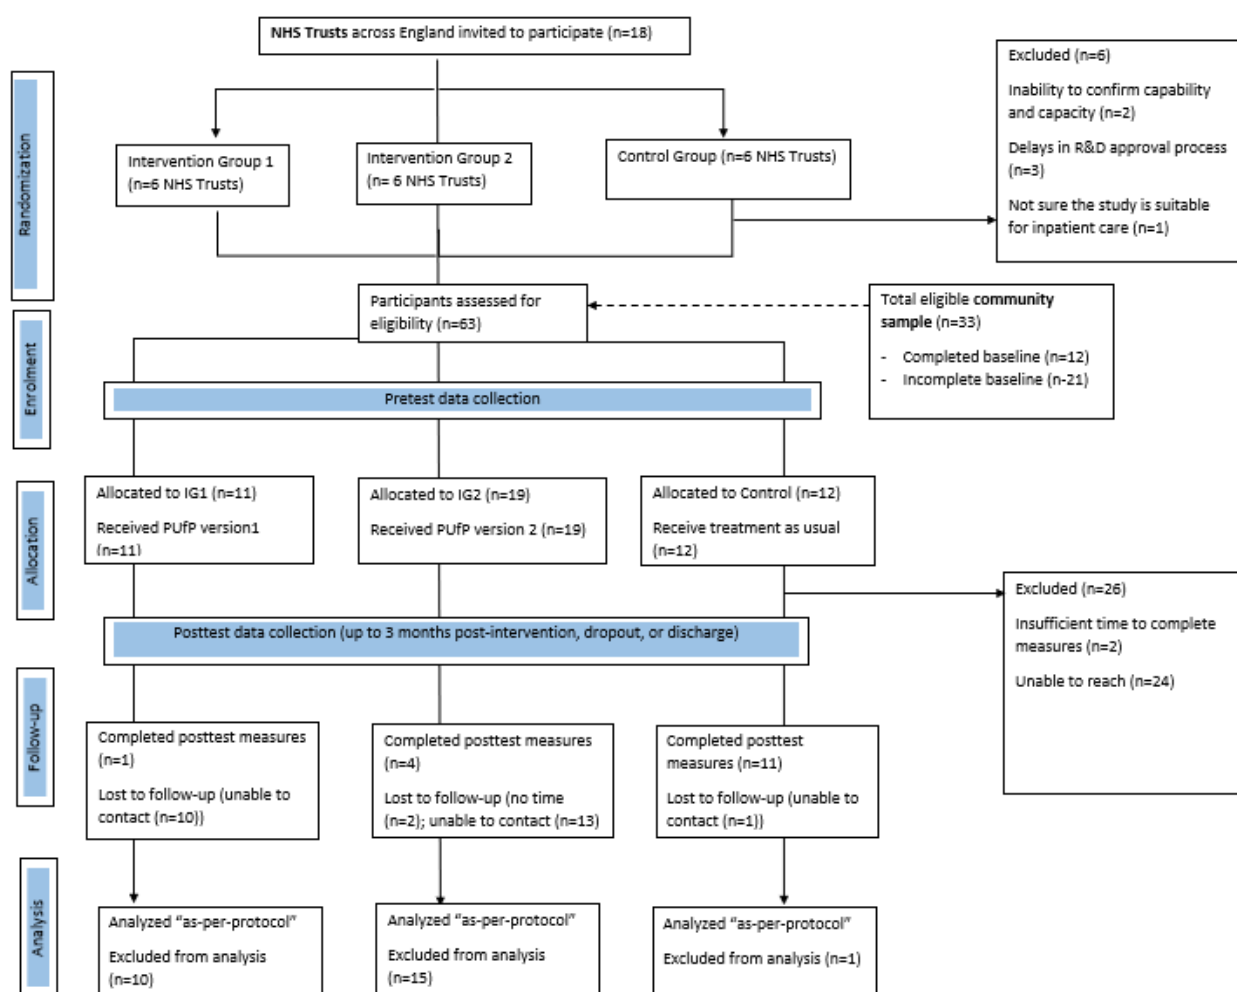 NHS Trusts across England invited to participate (n=18)
Excluded (n=6)
Inability to confirm capability
and capacity (n=2)
Delays in R&D approval process
(n=3)
Not sure the study is suitable
for inpatient care (n=1)
Randomization
Intervention Group 1
(n=6 NHS Trusts)
Intervention Group 2
(n= 6 NHS Trusts)
Control Group (n=6 NHS Trusts)
Participants assessed for
eligibility (n=63)
Total eligible community
sample (n=33)
- Completed baseline (n=12)
- Incomplete baseline (n-21)
Enrolment
Pretest data collection
Allocation
Allocated to IG1 (n=11)
Received PUfP version1
(n=11)
Allocated to IG2 (n=19)
Received PUfP version 2 (n=19)
Allocated to Control (n=12)
Receive treatment as usual
(n=12)
Excluded (n=26)
Insufficient time to complete
measures (n=2)
Unable to reach (n=24)
Posttest data collection (up to 3 months post-intervention, dropout, or discharge)
Follow-up
Completed posttest measures
(n=1)
Lost to follow-up (unable to
contact (n=10))
Completed posttest measures
(n=4)
Lost to follow-up (no time
(n=2); unable to contact (n=13)
Completed posttest
measures (n=11)
Lost to follow-up (unable to
contact (n=1))
Analysis
Analyzed “as-per-protocol”
Excluded from analysis
(n=10)
Analyzed “as-per-protocol”
Excluded from analysis
(n=15)
Analyzed “as-per-protocol”
Excluded from analysis (n=1)